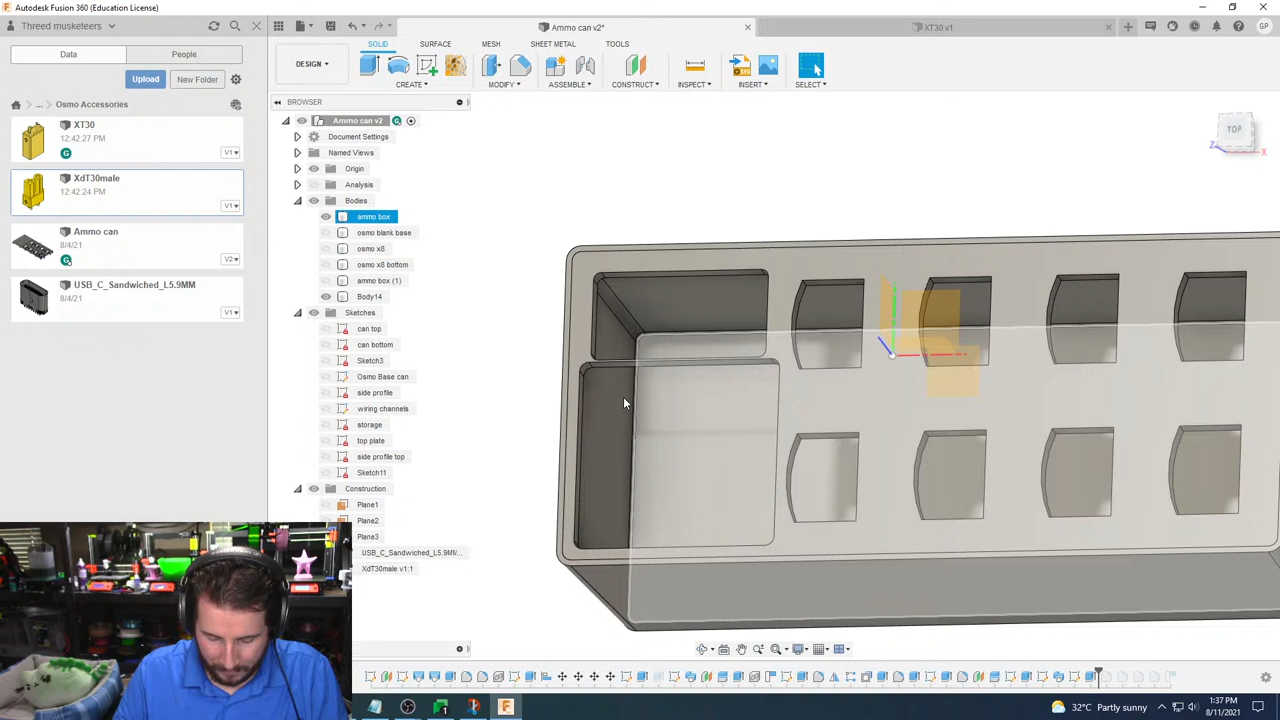 Autodesk Fusion 360 (Education License)
Threed musketeers
Ammo can v2*
XT30 v1
GP
Data
People
SOLID
SURFACE
MESH
SHEET METAL
TOOLS
DESIGN
CREATE
MODIFY
ASSEMBLE
CONSTRUCT
INSPECT
INSERT
SELECT
Upload
New Folder
... Osmo Accessories
XT30
12:42:27 PM
V1
XdT30male
12:42:24 PM
V1
Ammo can
8/4/21
V2
USB_C_Sandwiched_L5.9MM
8/4/21
V1
BROWSER
Ammo can v2
Document Settings
Named Views
Origin
Analysis
Bodies
ammo box
osmo blank base
osmo x8
osmo x8 bottom
ammo box (1)
Body14
Sketches
can top
can bottom
Sketch3
Osmo Base can
side profile
wiring channels
storage
top plate
side profile top
Sketch11
Construction
Plane1
Plane2
Plane3
USB_C_Sandwiched_L5.9MM...
XdT30male v1:1
TOP
Z
X
32°C Partly sunny
1:37 PM
8/11/2021